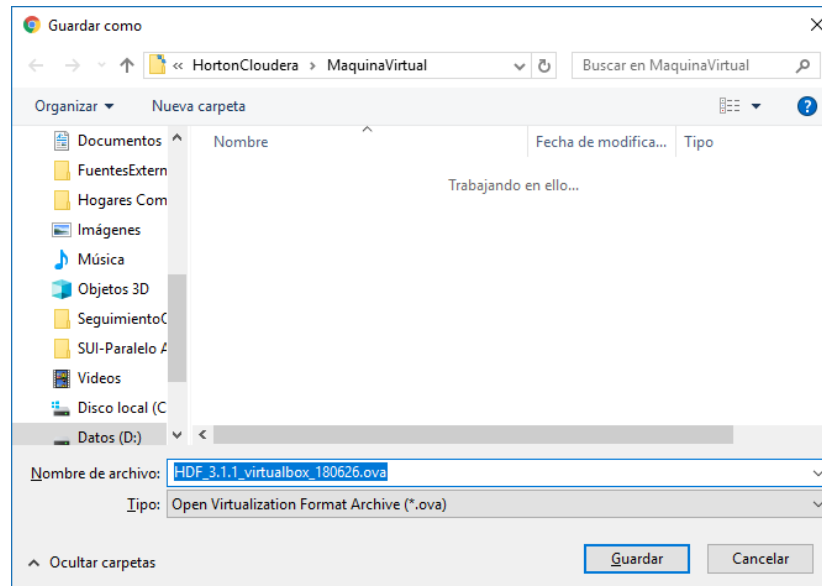 Guardar como
« HortonCloudera > MaquinaVirtual
Buscar en MaquinaVirtual
Organizar
Nueva carpeta
?
Nombre
Fecha de modifica...
Tipo
Trabajando en ello...
Documentos
FuentesExtern
Hogares Com
Imágenes
Música
Objetos 3D
SeguimientoC
SUI-Paralelo A
Videos
Disco local (C
Datos (D:)
Nombre de archivo: HDF_3.1.1_virtualbox_180626.ova
Tipo: Open Virtualization Format Archive (*.ova)
Ocultar carpetas
Guardar
Cancelar